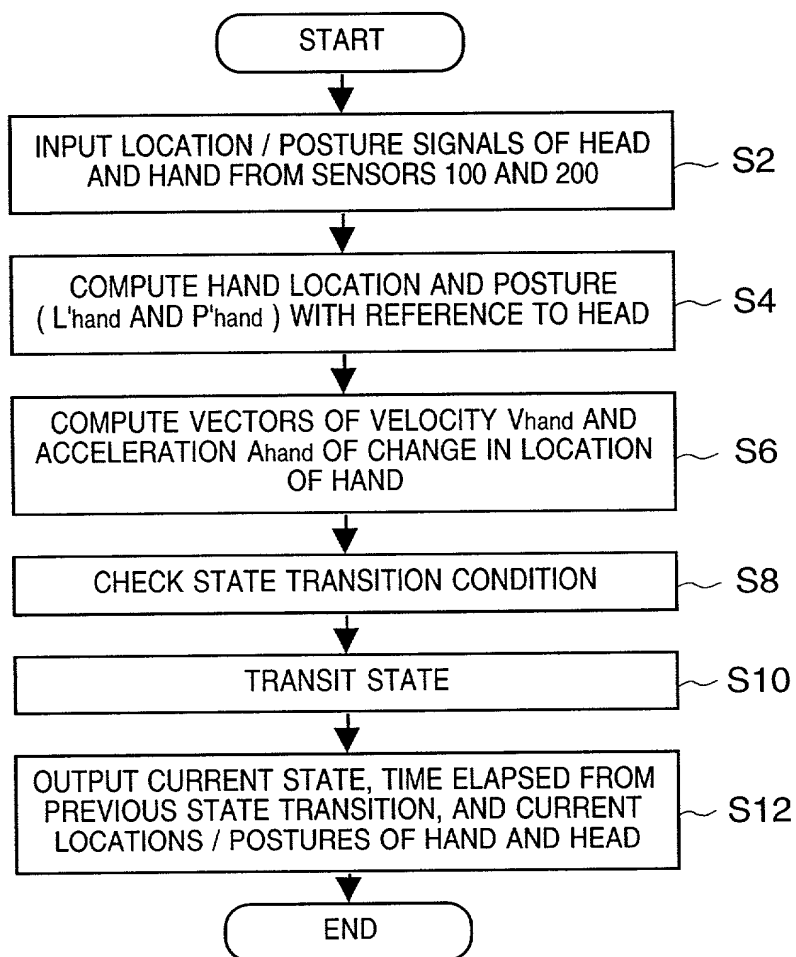 START
INPUT LOCATION / POSTURE SIGNALS OF HEAD
AND HAND FROM SENSORS 100 AND 200
S2
COMPUTE HAND LOCATION AND POSTURE
( L'hand AND P'hand ) WITH REFERENCE TO HEAD
S4
COMPUTE VECTORS OF VELOCITY Vhand AND
ACCELERATION Ahand OF CHANGE IN LOCATION
OF HAND
S6
CHECK STATE TRANSITION CONDITION
S8
TRANSIT STATE
S10
OUTPUT CURRENT STATE, TIME ELAPSED FROM
PREVIOUS STATE TRANSITION, AND CURRENT
LOCATIONS / POSTURES OF HAND AND HEAD
S12
END